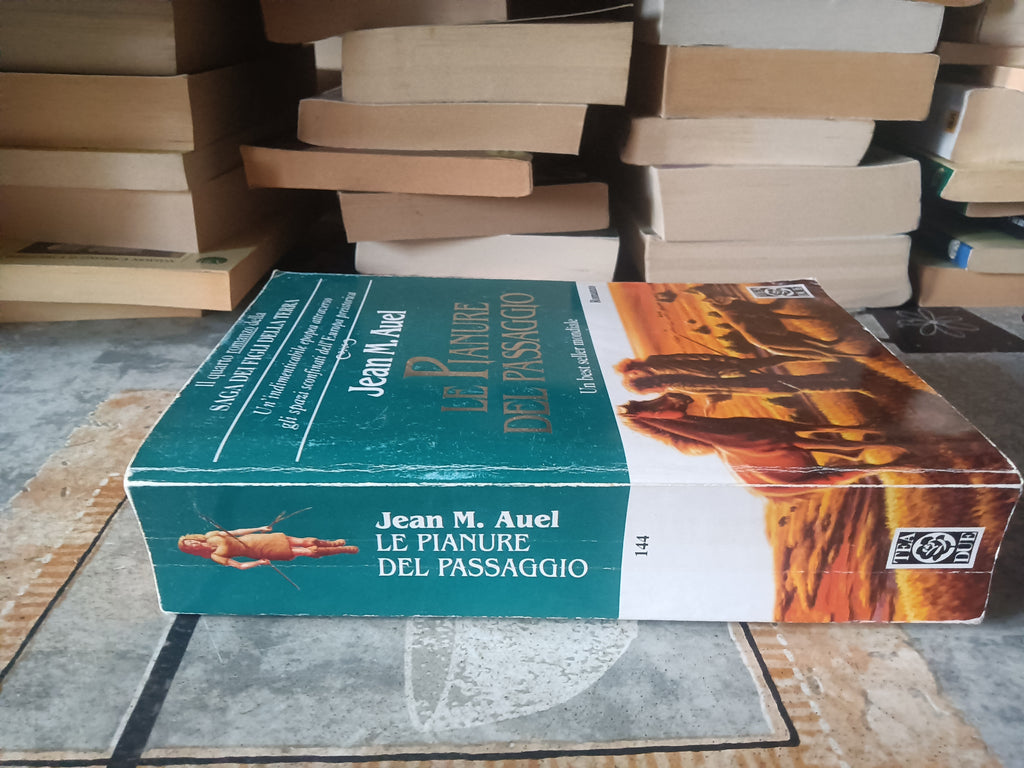 Il quarto romano della
SAGA DEI FIGLI DELLA TERRA
Un'indimenticabile epopea attraverso
gli spazi sconfinati dell'Europa preistorica
Jean M. Auel
LE PIANURE
DEL PASSAGGIO
Un best seller mondiale
Romanzo
Jean M. Auel
LE PIANURE
DEL PASSAGGIO
144
TEA
DUE